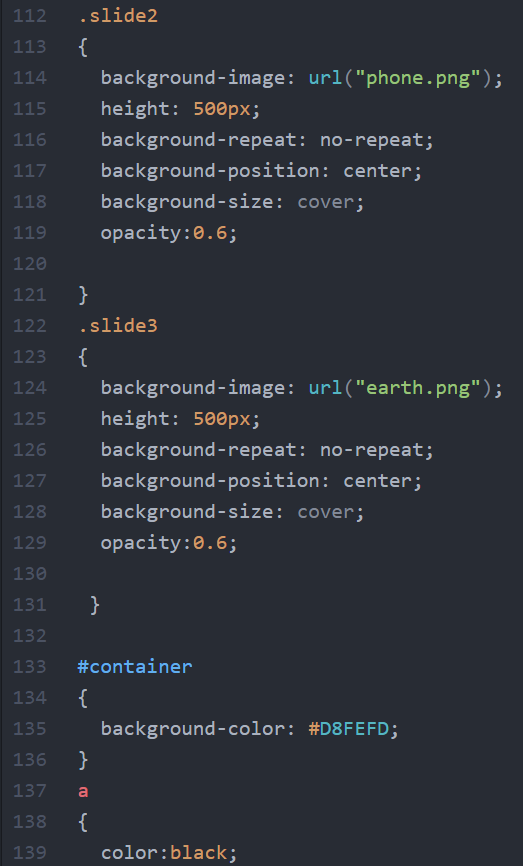 112 .slide2
113 {
114   background-image: url("phone.png");
115   height: 500px;
116   background-repeat: no-repeat;
117   background-position: center;
118   background-size: cover;
119   opacity:0.6;
120
121 }
122 .slide3
123 {
124   background-image: url("earth.png");
125   height: 500px;
126   background-repeat: no-repeat;
127   background-position: center;
128   background-size: cover;
129   opacity:0.6;
130
131  }
132
133 #container
134 {
135   background-color: #D8FEFD;
136 }
137 a
138 {
139   color:black;